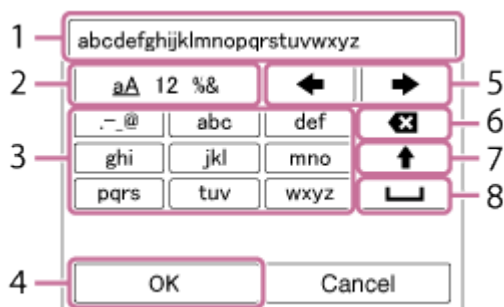 1 abcdefghijklmnopqrstuvwxyz
2 aA 12 %& 5
.–_@ abc def 6
3 ghi jkl mno 7
pqrs tuv wxyz 8
4 OK Cancel